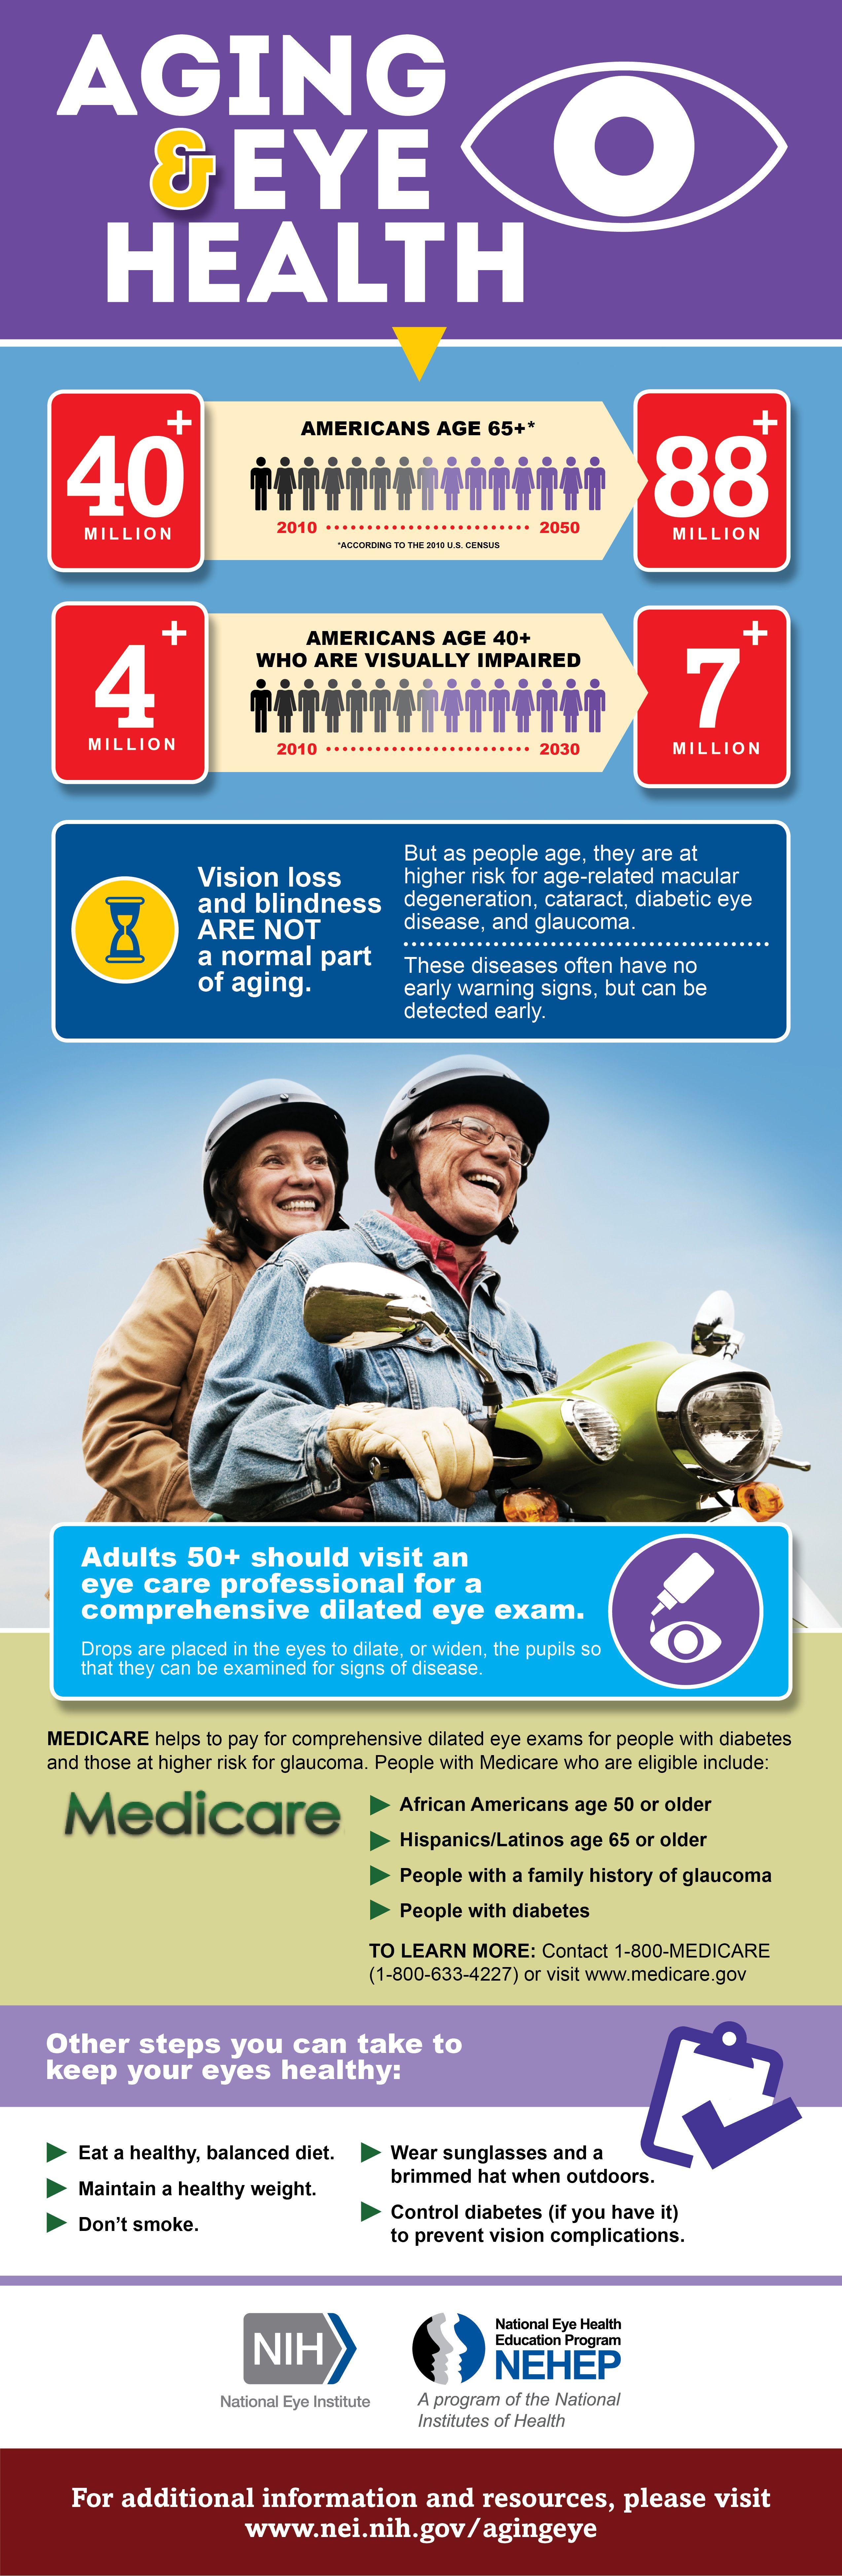 AGING
& EYE
HEALTH
40+
MILLION
AMERICANS AGE 65+*
2010 2050
*ACCORDING TO THE 2010 U.S. CENSUS
88+
MILLION
4+
MILLION
AMERICANS AGE 40+
WHO ARE VISUALLY IMPAIRED
2010 2030
7+
MILLION
Vision loss
and blindness
ARE NOT
a normal part
of aging.
But as people age, they are at
higher risk for age-related macular
degeneration, cataract, diabetic eye
disease, and glaucoma.
These diseases often have no
early warning signs, but can be
detected early.
Adults 50+ should visit an
eye care professional for a
comprehensive dilated eye exam.
Drops are placed in the eyes to dilate, or widen, the pupils so
that they can be examined for signs of disease.
MEDICARE helps to pay for comprehensive dilated eye exams for people with diabetes
and those at higher risk for glaucoma. People with Medicare who are eligible include:
Medicare
African Americans age 50 or older
Hispanics/Latinos age 65 or older
People with a family history of glaucoma
People with diabetes
TO LEARN MORE: Contact 1-800-MEDICARE
(1-800-633-4227) or visit www.medicare.gov
Other steps you can take to
keep your eyes healthy:
Eat a healthy, balanced diet.
Maintain a healthy weight.
Don't smoke.
Wear sunglasses and a
brimmed hat when outdoors.
Control diabetes (if you have it)
to prevent vision complications.
NIH
National Eye Institute
National Eye Health
Education Program
NEHEP
A program of the National
Institutes of Health
For additional information and resources, please visit
www.nei.nih.gov/agingeye